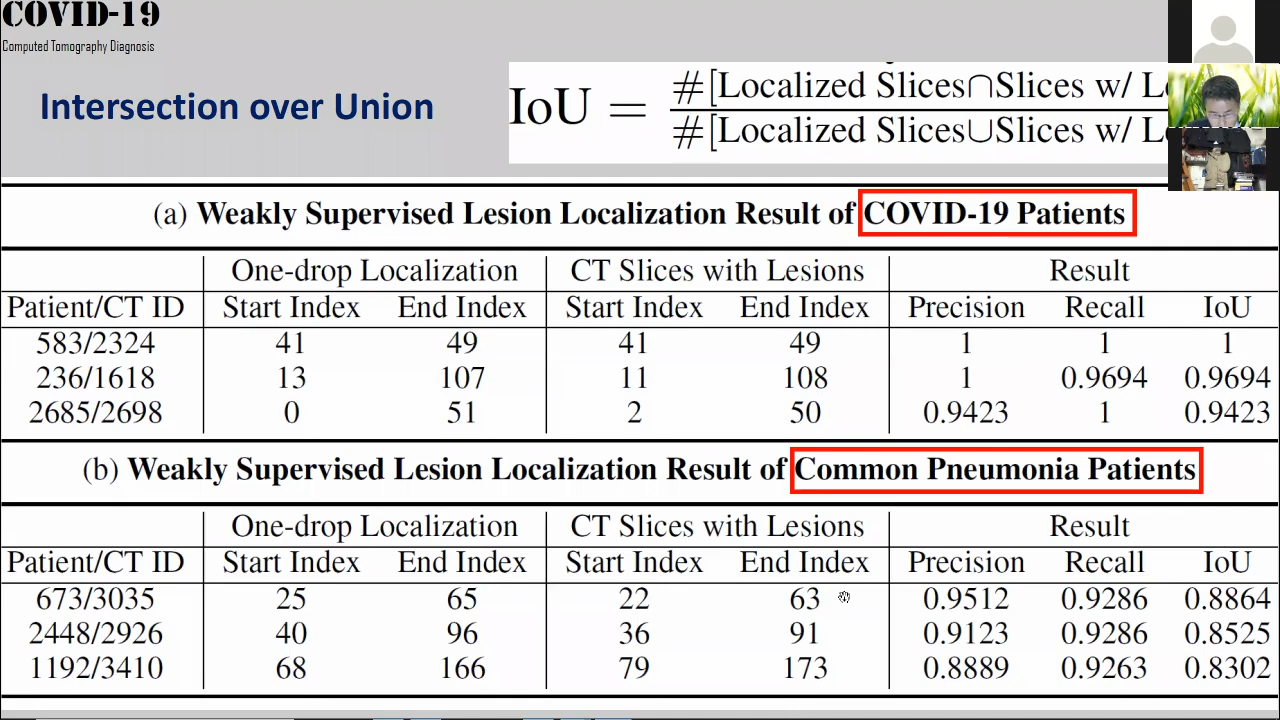 COVID-19
Computed Tomography Diagnosis
Intersection over Union
IoU = #[Localized Slices∩Slices w/
#[Localized Slices∪Slices w/
(a) Weakly Supervised Lesion Localization Result of COVID-19 Patients
One-drop Localization CT Slices with Lesions Result
Patient/CT ID Start Index End Index Start Index End Index Precision Recall IoU
583/2324 41 49 41 49 1 1 1
236/1618 13 107 11 108 1 0.9694 0.9694
2685/2698 0 51 2 50 0.9423 1 0.9423
(b) Weakly Supervised Lesion Localization Result of Common Pneumonia Patients
One-drop Localization CT Slices with Lesions Result
Patient/CT ID Start Index End Index Start Index End Index Precision Recall IoU
673/3035 25 65 22 63 0.9512 0.9286 0.8864
2448/2926 40 96 36 91 0.9123 0.9286 0.8525
1192/3410 68 166 79 173 0.8889 0.9263 0.8302